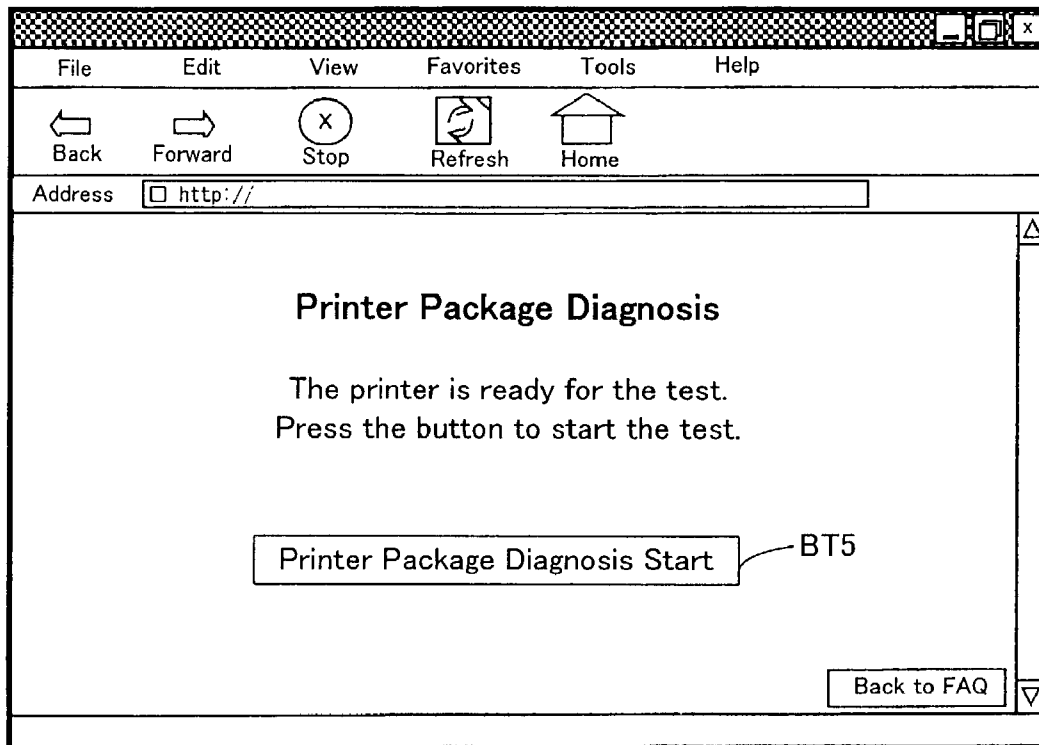 x
File Edit View Favorites Tools Help
X
Back Forward Stop Refresh Home
Address http://
Printer Package Diagnosis
The printer is ready for the test.
Press the button to start the test.
Printer Package Diagnosis Start BT5
Back to FAQ